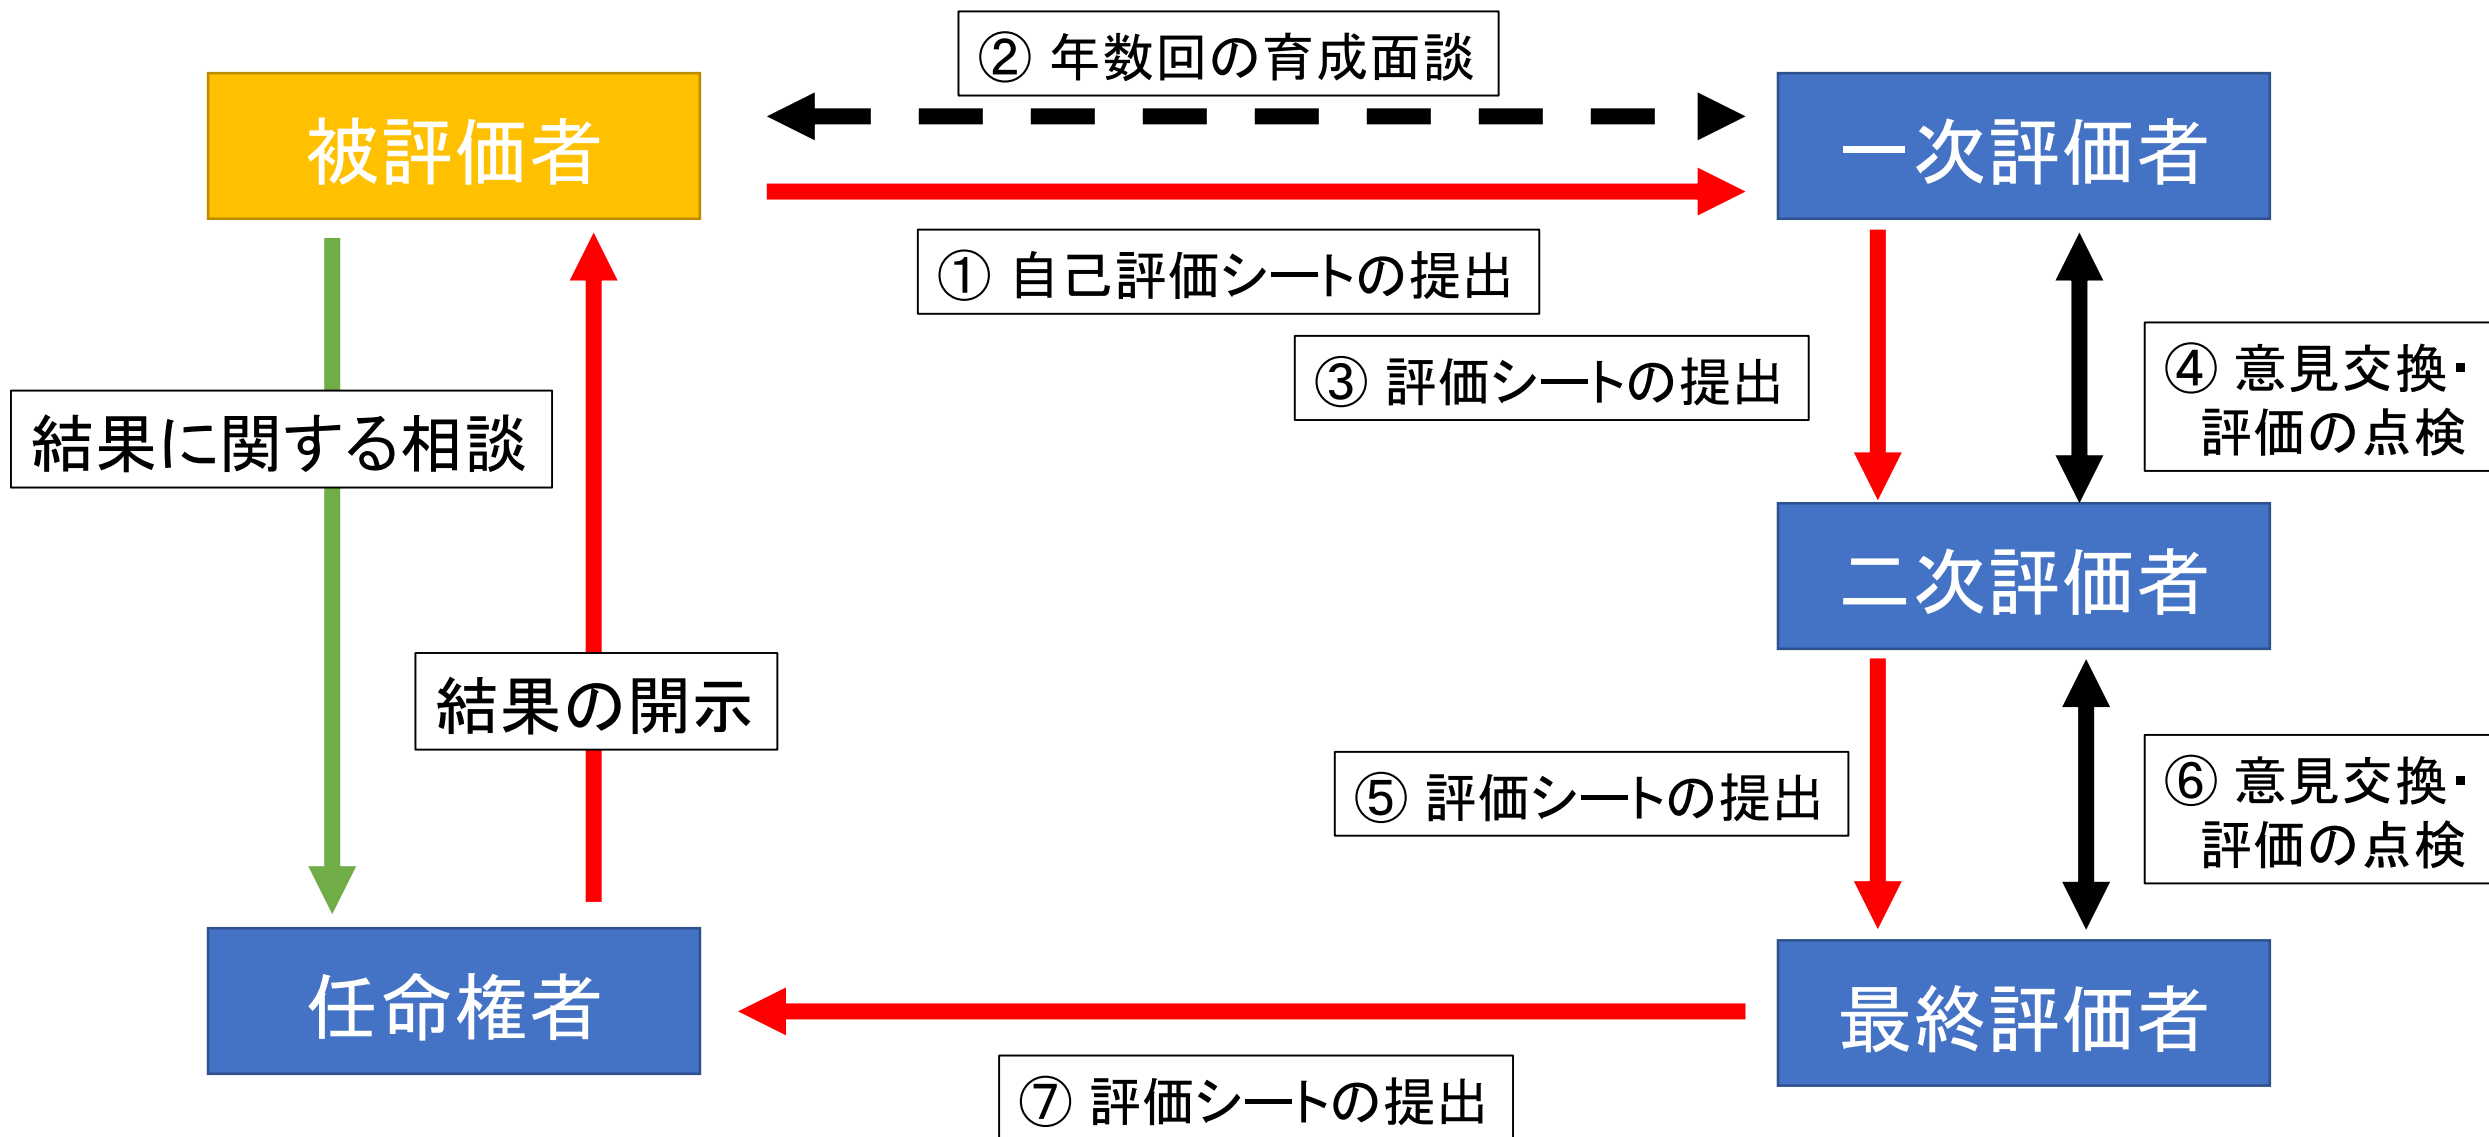 ② 年数回の育成面談
被評価者
一次評価者
① 自己評価シートの提出
③ 評価シートの提出
④ 意見交換・
評価の点検
結果に関する相談
二次評価者
結果の開示
⑤ 評価シートの提出
⑥ 意見交換・
評価の点検
任命権者
最終評価者
⑦ 評価シートの提出